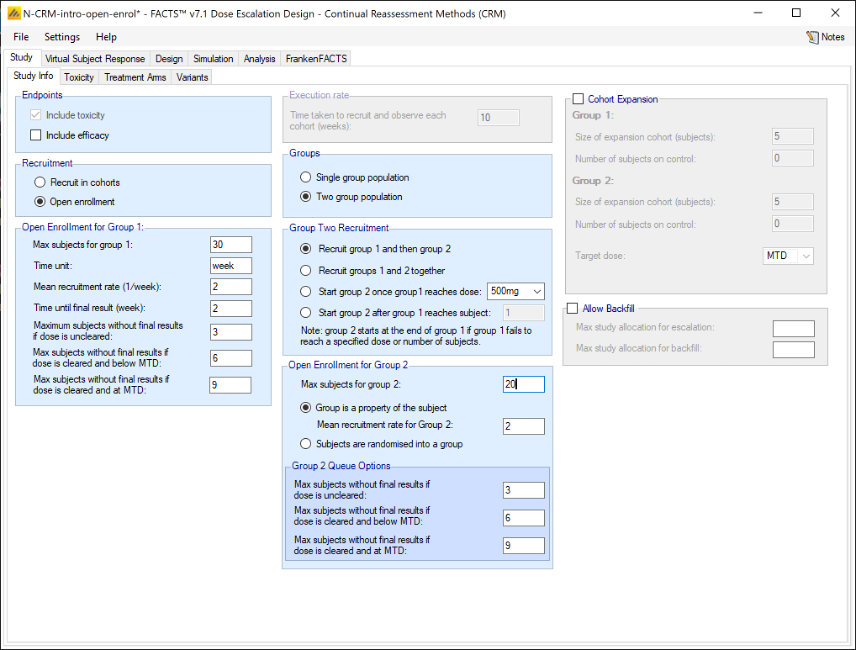 N-CRM-intro-open-enrol* - FACTS™ v7.1 Dose Escalation Design - Continual Reassessment Methods (CRM)
File Settings Help
Notes
Study Virtual Subject Response Design Simulation Analysis FrankenFACTS
Study Info Toxicity Treatment Arms Variants
Endpoints
Include toxicity
Include efficacy
Recruitment
Recruit in cohorts
Open enrollment
Open Enrollment for Group 1:
Max subjects for group 1: 30
Time unit: week
Mean recruitment rate (1/week): 2
Time until final result (week): 2
Maximum subjects without final results
if dose is uncleared: 3
Max subjects without final results if
dose is cleared and below MTD: 6
Max subjects without final results if
dose is cleared and at MTD: 9
Execution rate
Time taken to recruit and observe each
cohort (weeks): 10
Groups
Single group population
Two group population
Group Two Recruitment
Recruit group 1 and then group 2
Recruit groups 1 and 2 together
Start group 2 once group1 reaches dose: 500mg
Start group 2 after group 1 reaches subject: 1
Note: group 2 starts at the end of group 1 if group 1 fails to
reach a specified dose or number of subjects.
Open Enrollment for Group 2
Max subjects for group 2: 20
Group is a property of the subject
Mean recruitment rate for Group 2: 2
Subjects are randomised into a group
Group 2 Queue Options
Max subjects without final results if
dose is uncleared: 3
Max subjects without final results if
dose is cleared and below MTD: 6
Max subjects without final results if
dose is cleared and at MTD: 9
Cohort Expansion
Group 1:
Size of expansion cohort (subjects): 5
Number of subjects on control: 0
Group 2:
Size of expansion cohort (subjects): 5
Number of subjects on control: 0
Target dose: MTD
Allow Backfill
Max study allocation for escalation:
Max study allocation for backfill: